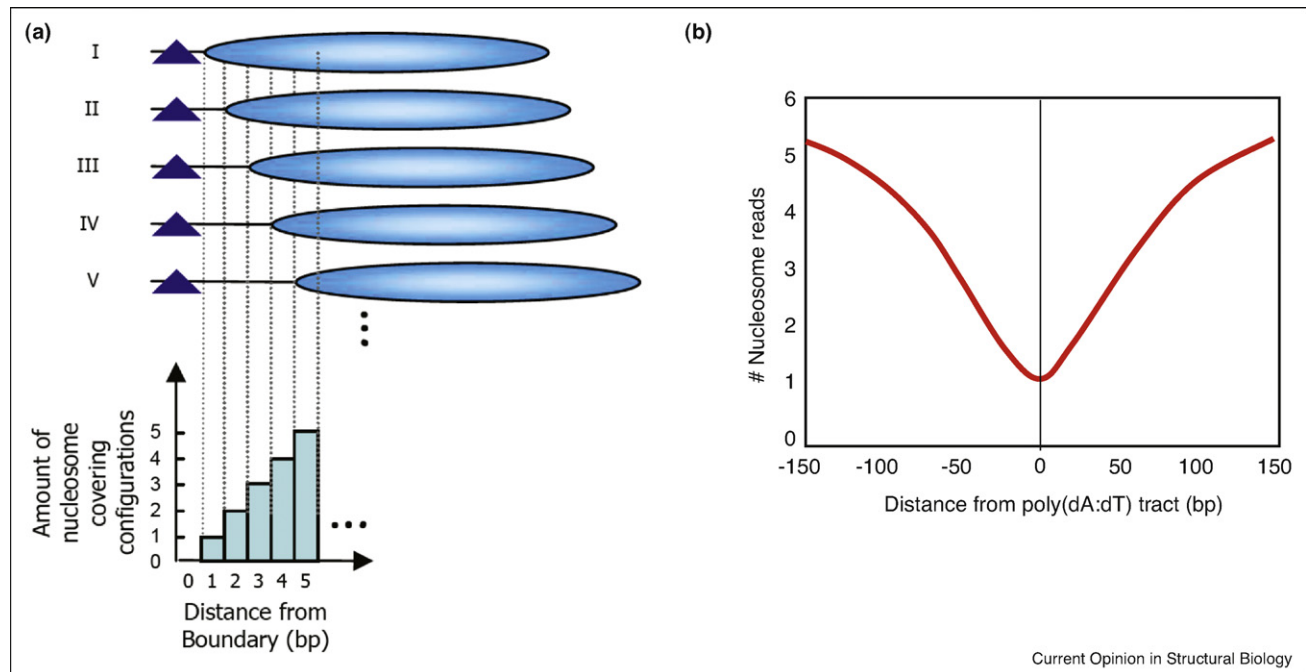 (a)
I
II
III
IV
V
Amount of
nucleosome
covering
configurations
5
4
3
2
1
0
0 1 2 3 4 5
Distance from
Boundary (bp)
(b)
# Nucleosome reads
6
5
4
3
2
1
0
-150 -100 -50 0 50 100 150
Distance from poly(dA:dT) tract (bp)
Current Opinion in Structural Biology